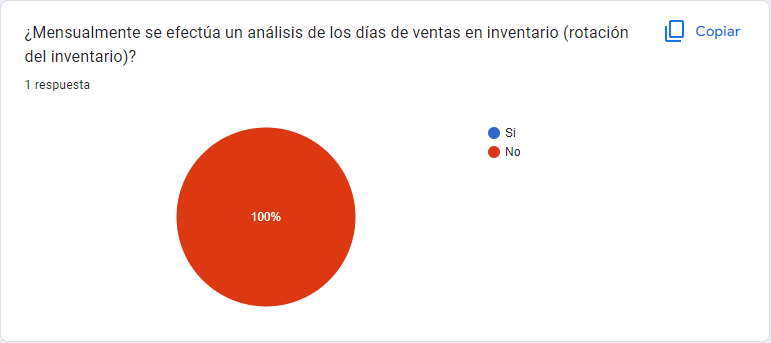 ¿Mensualmente se efectúa un análisis de los días de ventas en inventario (rotación
del inventario)?
Copiar
1 respuesta
100%
Si
No